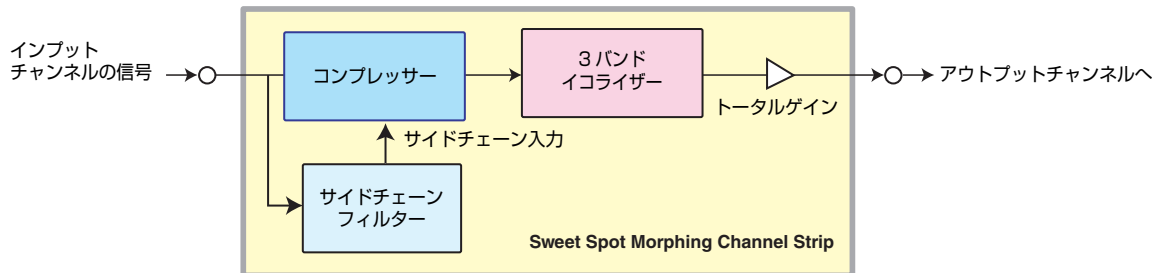 インプット
チャンネルの信号
コンプレッサー
3 バンド
イコライザー
トータルゲイン
アウトプットチャンネルへ
サイドチェーン入力
サイドチェーン
フィルター
Sweet Spot Morphing Channel Strip